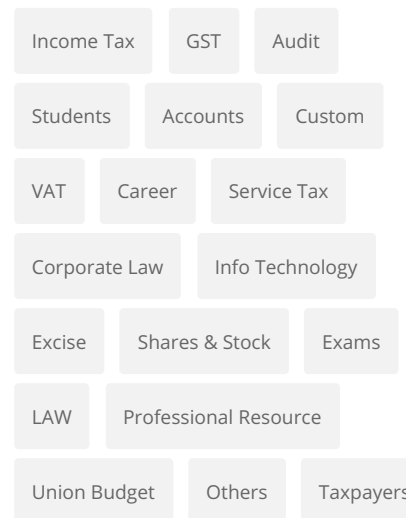 Income Tax GST Audit
Students Accounts Custom
VAT Career Service Tax
Corporate Law Info Technology
Excise Shares & Stock Exams
LAW Professional Resource
Union Budget Others Taxpayers